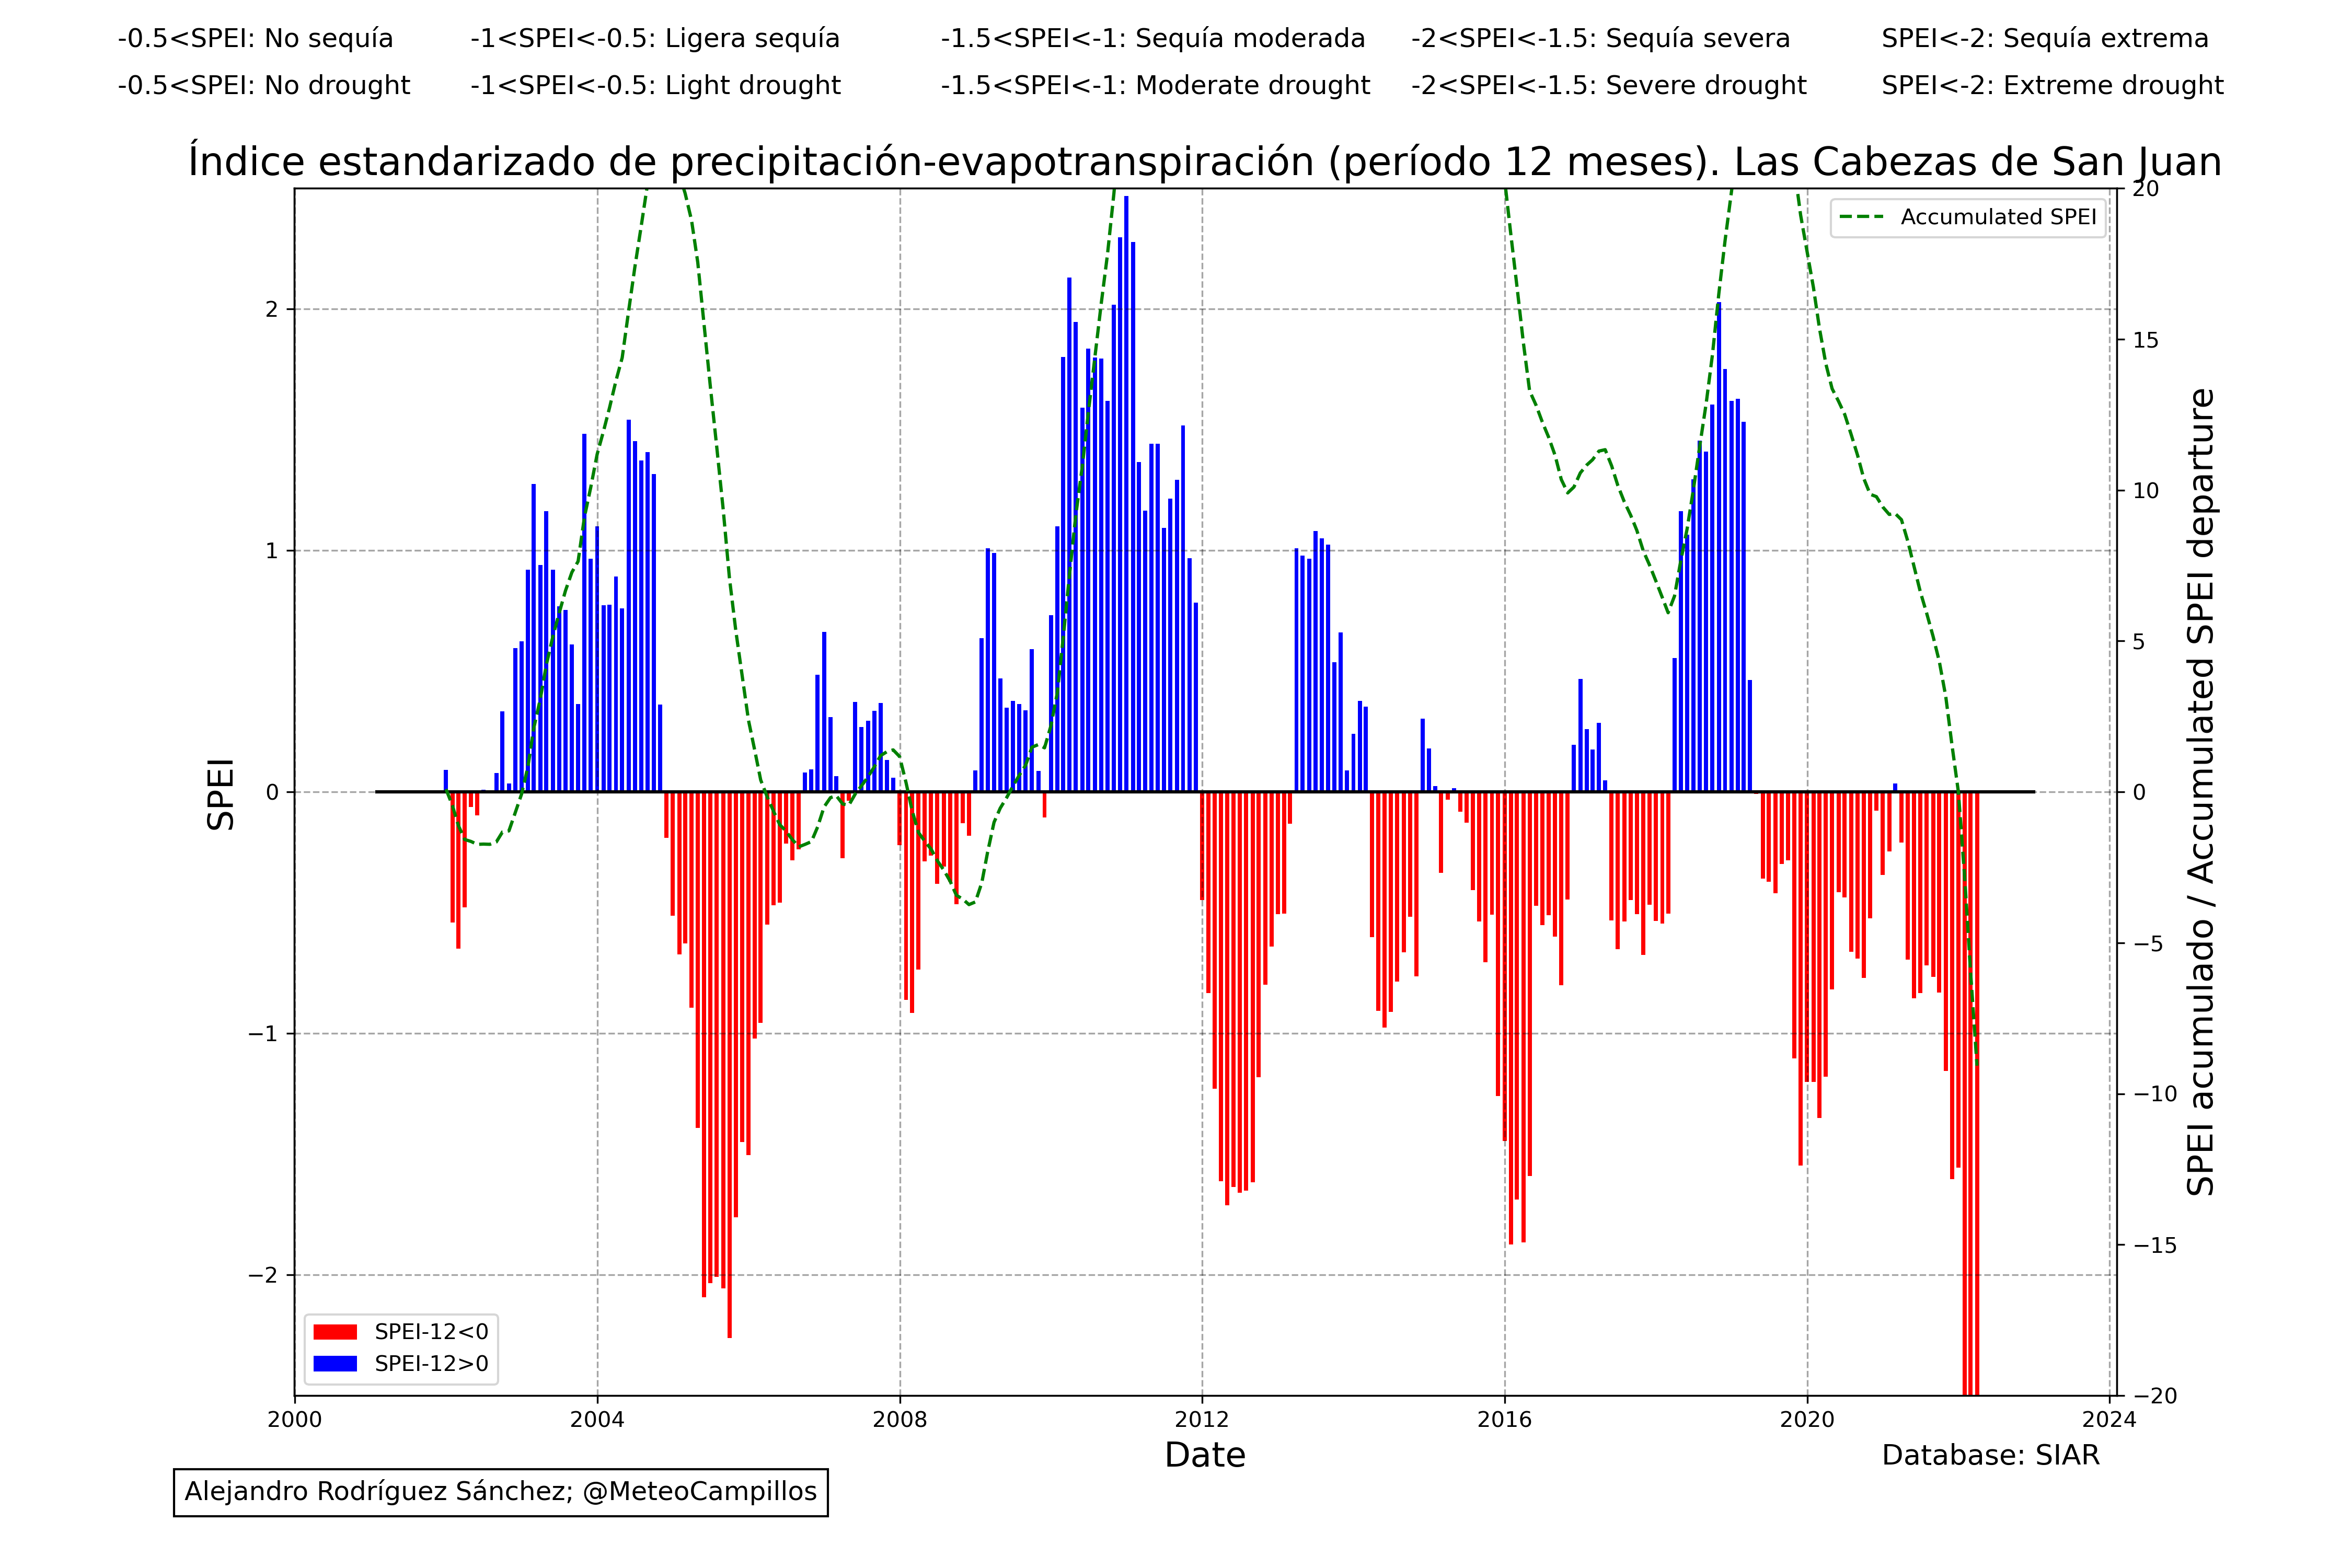 -0.5<SPEI: No sequía -1<SPEI<-0.5: Ligera sequía -1.5<SPEI<-1: Sequía moderada -2<SPEI<-1.5: Sequía severa SPEI<-2: Sequía extrema
-0.5<SPEI: No drought -1<SPEI<-0.5: Light drought -1.5<SPEI<-1: Moderate drought -2<SPEI<-1.5: Severe drought SPEI<-2: Extreme drought
Índice estandarizado de precipitación-evapotranspiración (período 12 meses). Las Cabezas de San Juan
Accumulated SPEI
SPEI
2
1
0
−1
−2
20
15
10
5
0
−5
−10
−15
−20
SPEI acumulado / Accumulated SPEI departure
SPEI-12<0
SPEI-12>0
2000 2004 2008 2012 2016 2020 2024
Date
Database: SIAR
Alejandro Rodríguez Sánchez; @MeteoCampillos